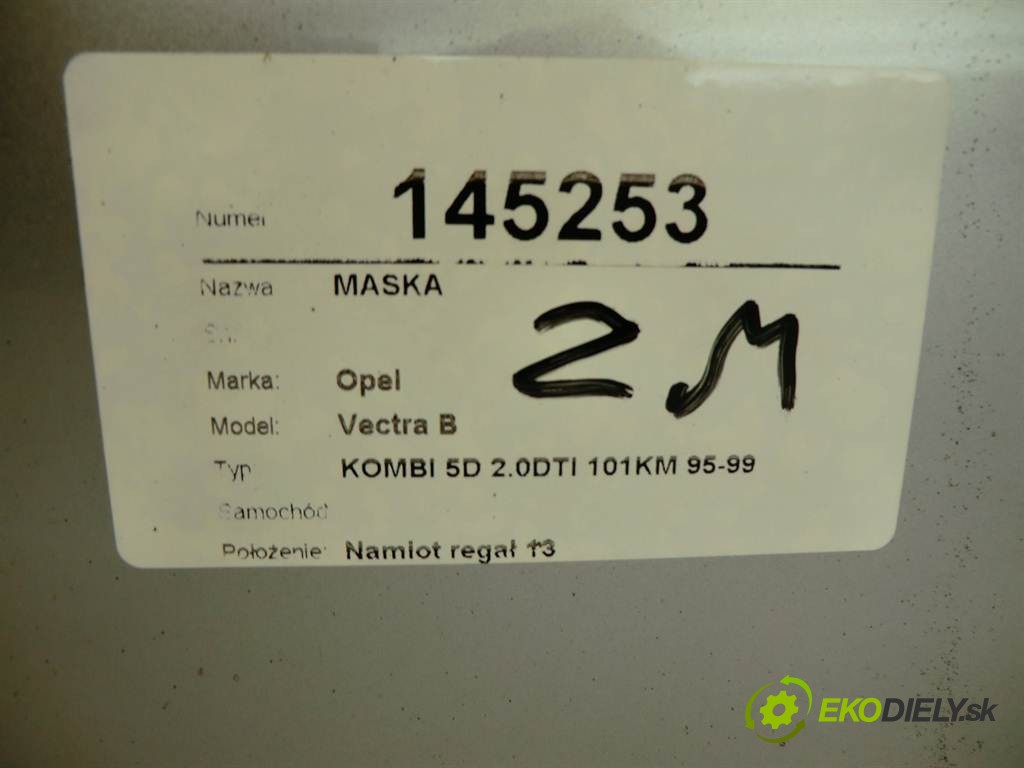 Numer 145253
Nazwa MASKA
2M
Marka: Opel
Model: Vectra B
Typ KOMBI 5D 2.0DTI 101KM 95-99
Samochód
Położenie: Namiot regał 13
EKODIELY.sk